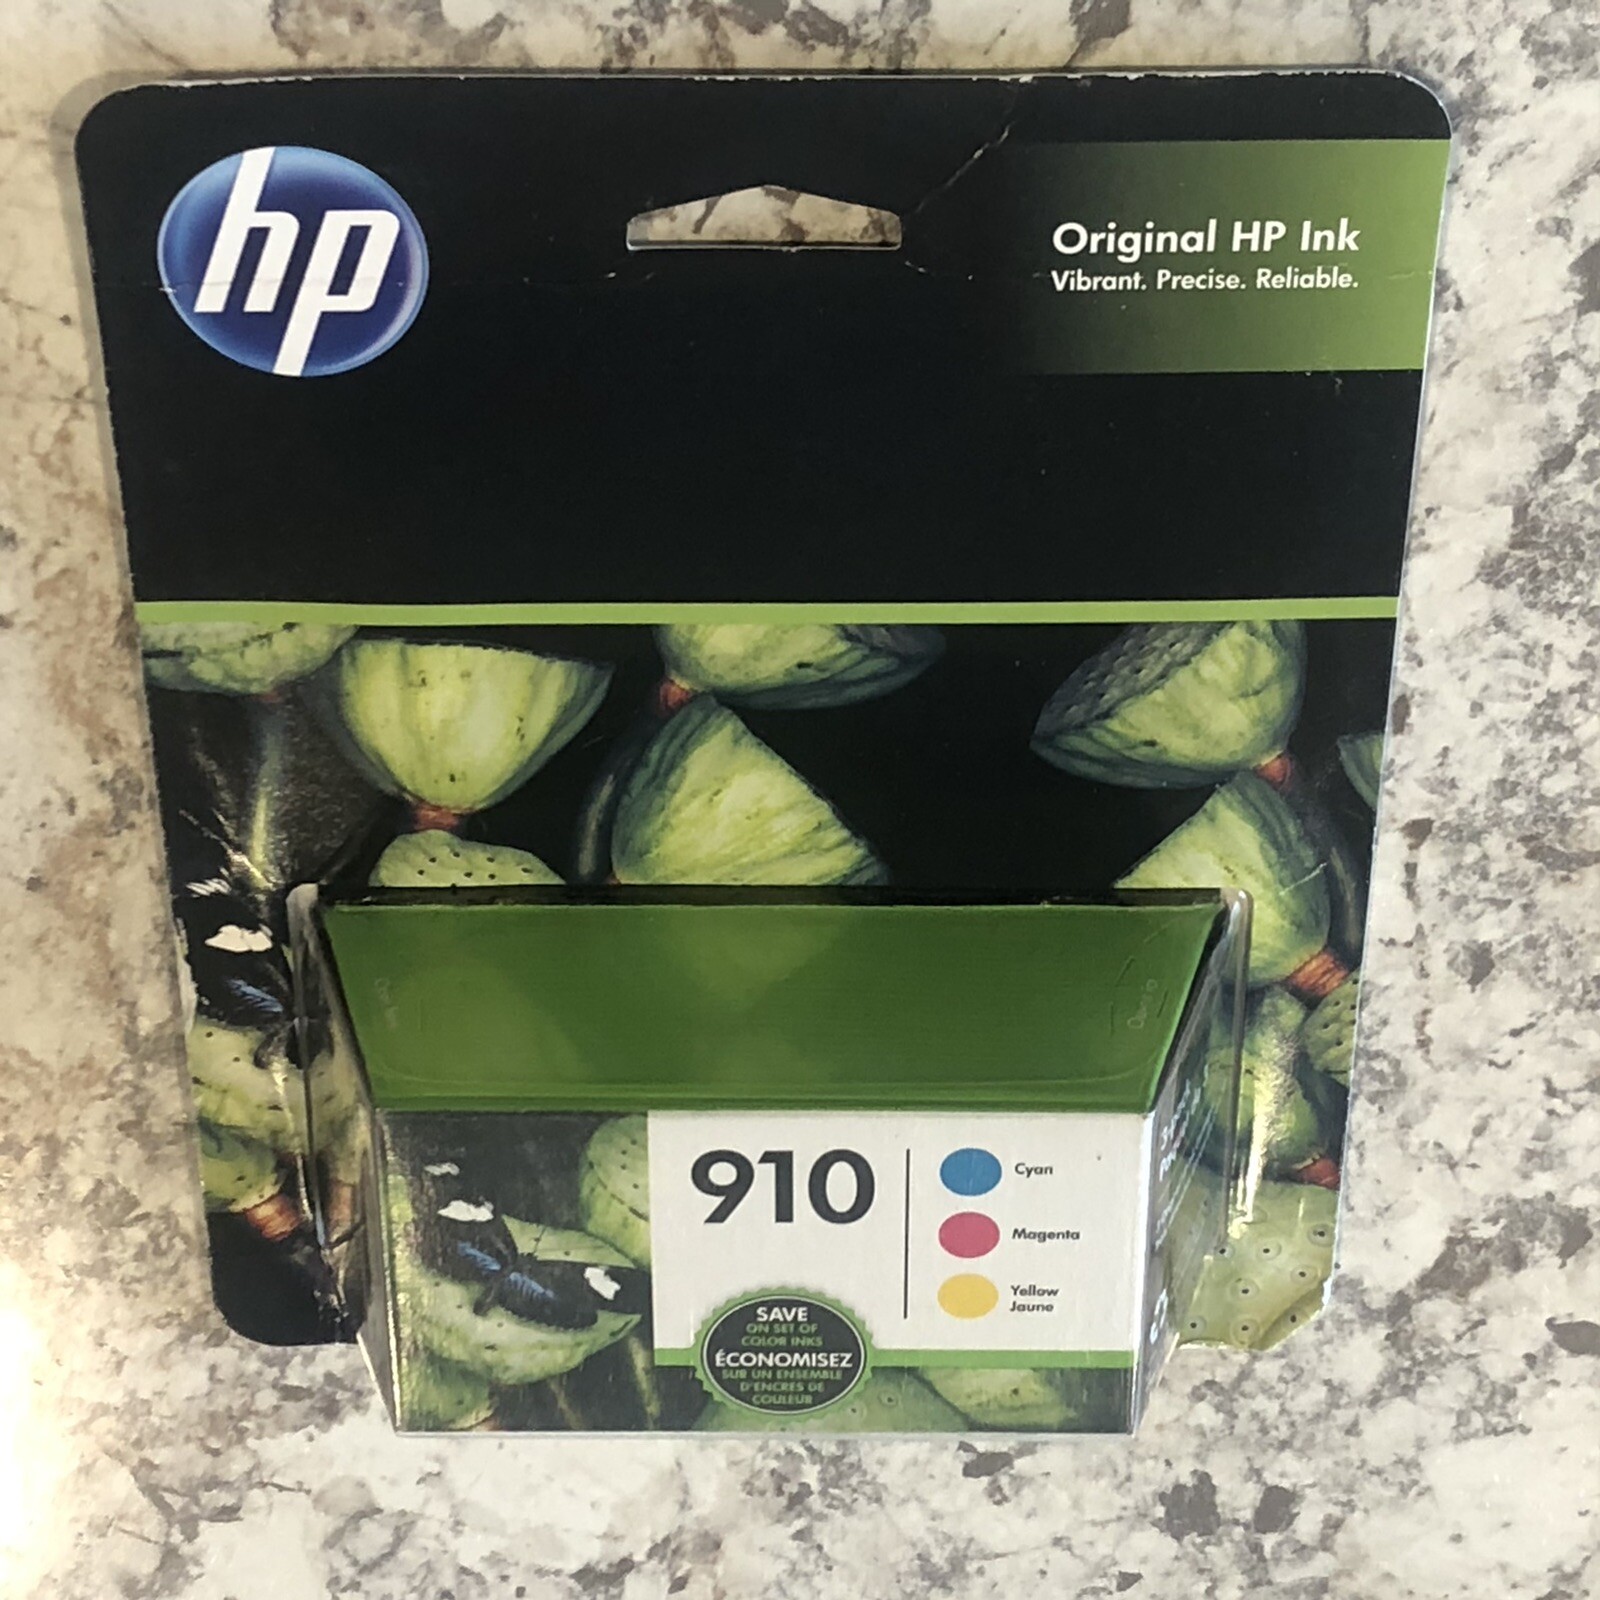 hp
Original HP Ink
Vibrant. Precise. Reliable.
910
Cyan
Magenta
Yellow
Jaune
SAVE
ON SET OF
COLOR INKS
ÉCONOMISEZ
SUR UN ENSEMBLE
D'ENCRES DE
COULEUR